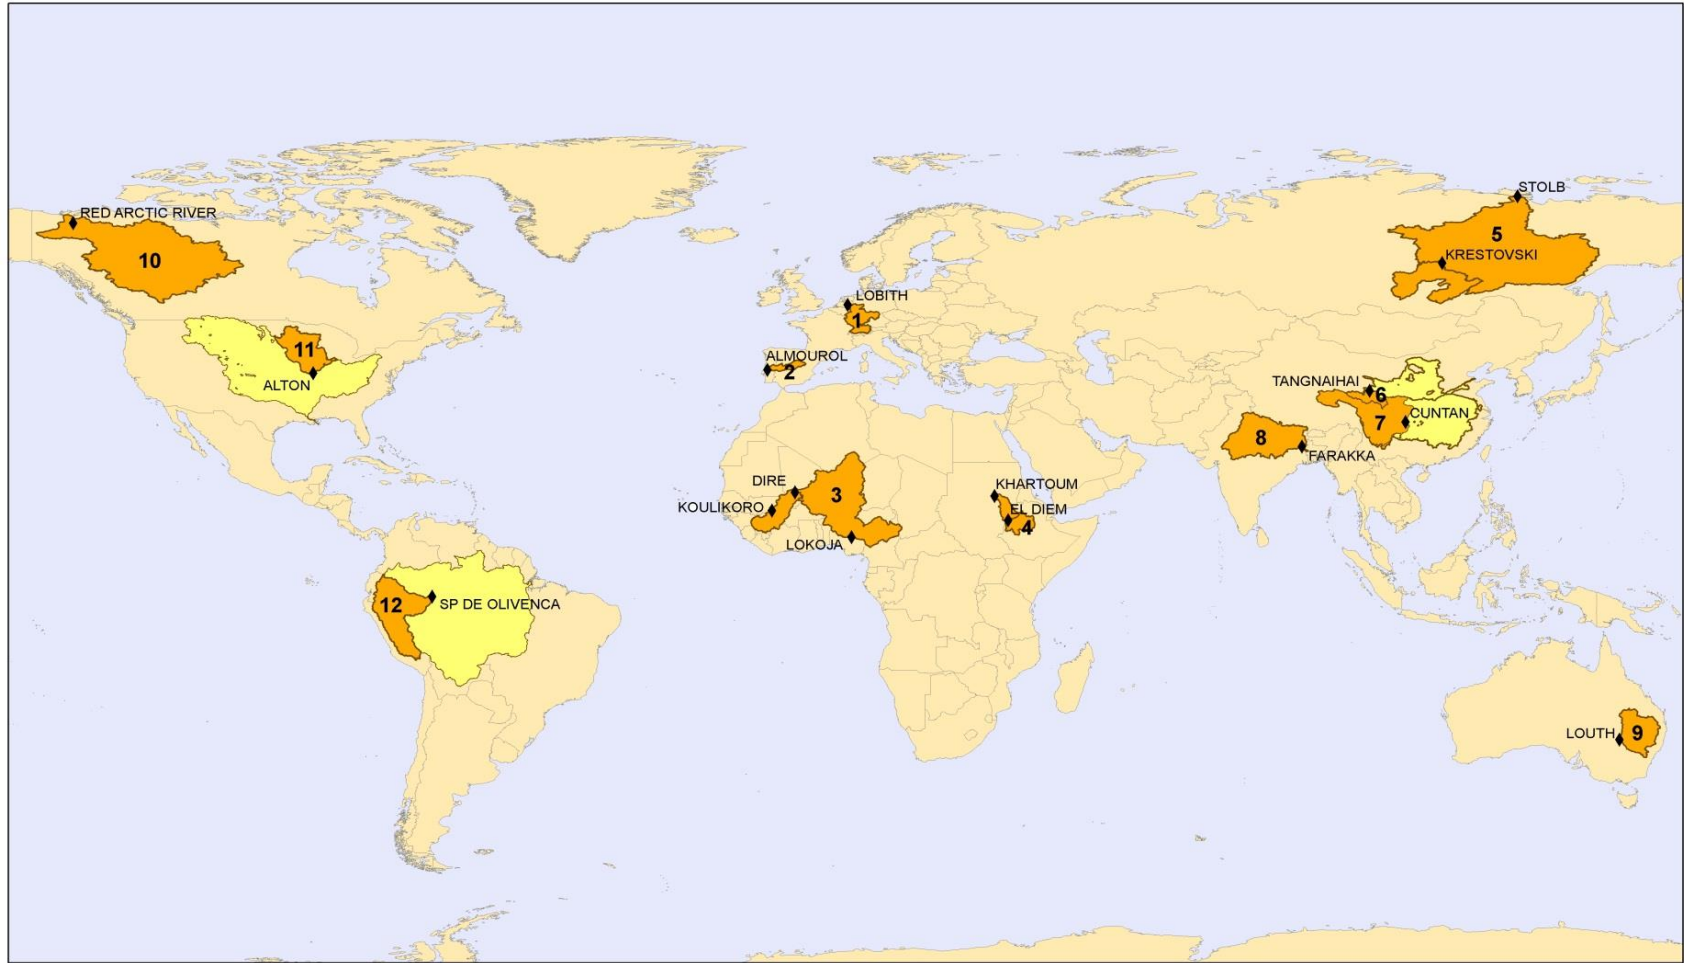 STOLB
RED ARCTIC RIVER
5
KRESTOVSKI
10
LOBITH
1
11
ALMOUROL
2
ALTON
TANGNAIHAI
6
CUNTAN
7
8
FARAKKA
DIRE
3
KHARTOUM
KOULIKORO
EL DIEM
4
LOKOJA
12
SP DE OLIVENCA
LOUTH
9